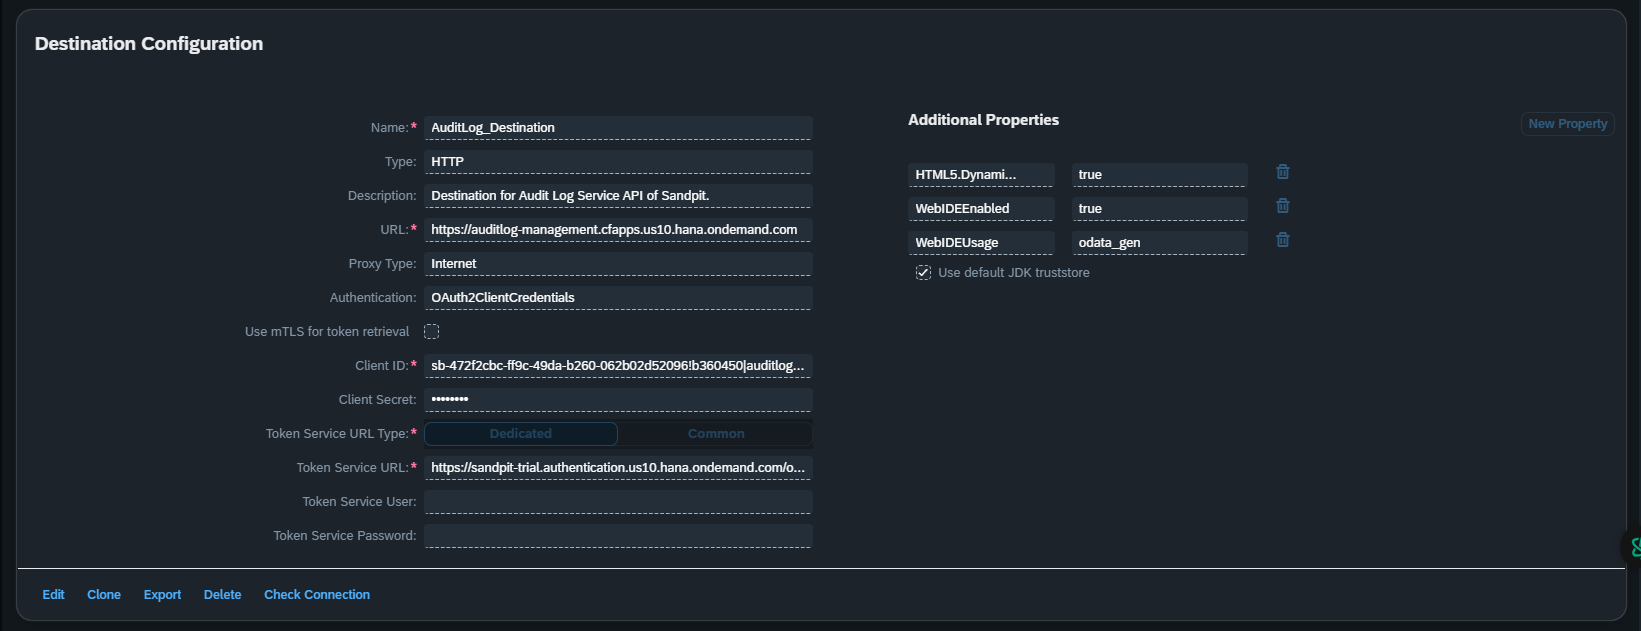 Destination Configuration
Name:* AuditLog_Destination
Type: HTTP
Description: Destination for Audit Log Service API of Sandpit.
URL:* https://auditlog-management.cfapps.us10.hana.ondemand.com
Proxy Type: Internet
Authentication: OAuth2ClientCredentials
Use mTLS for token retrieval
Client ID:* sb-472f2cbc-ff9c-49da-b260-062b02d52096!b360450|auditlog...
Client Secret: ••••••••
Token Service URL Type:* Dedicated Common
Token Service URL:* https://sandpit-trial.authentication.us10.hana.ondemand.com/o...
Token Service User:
Token Service Password:
Additional Properties
New Property
HTML5.Dynami... true
WebIDEEnabled true
WebIDEUsage odata_gen
Use default JDK truststore
Edit Clone Export Delete Check Connection